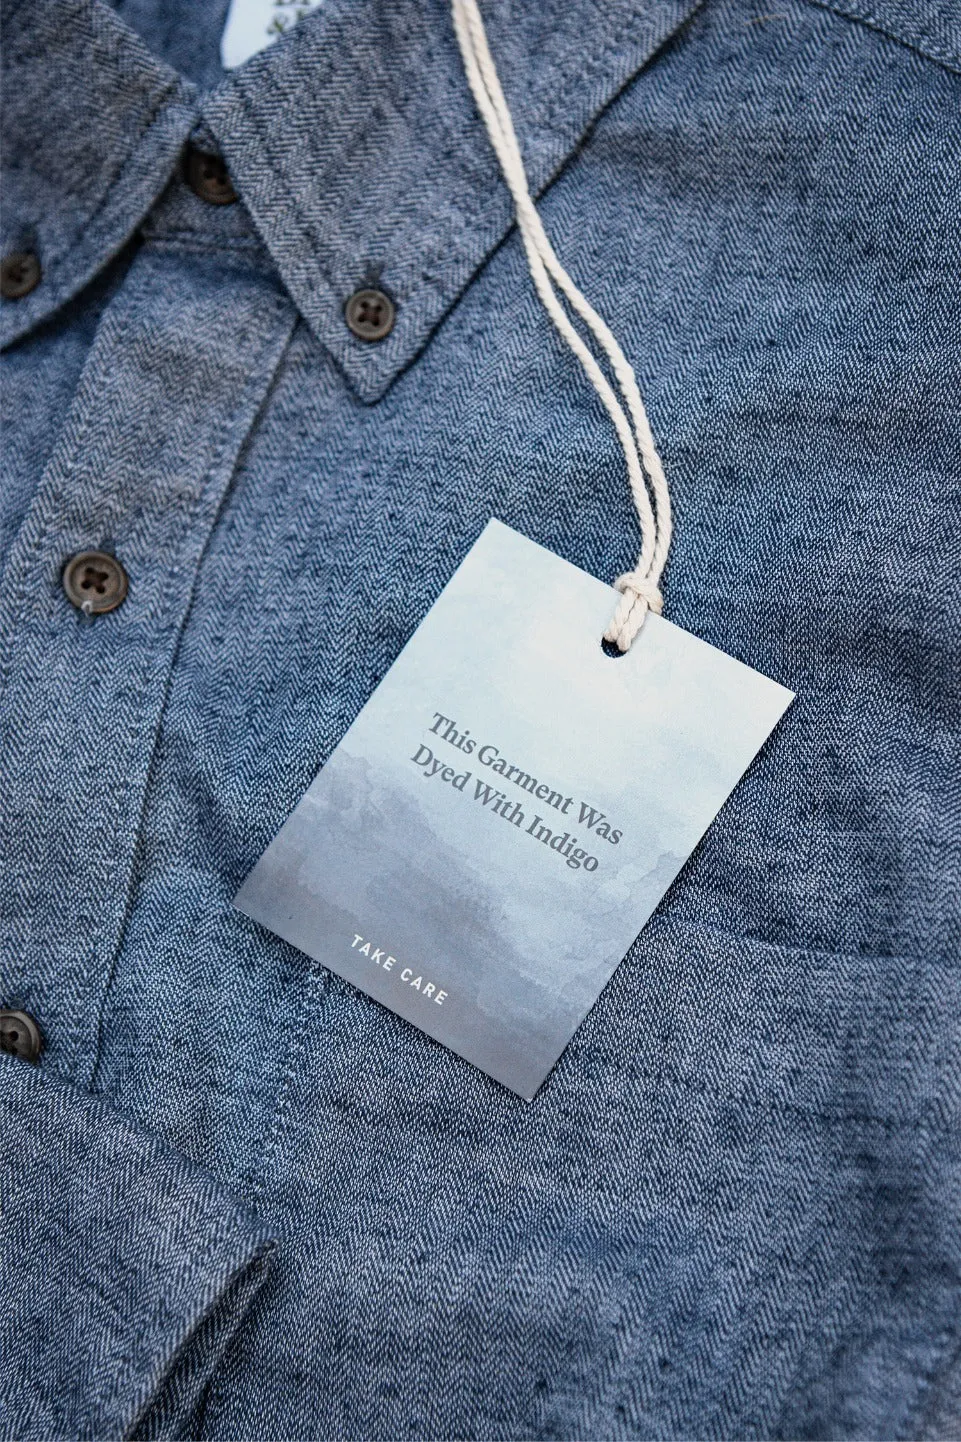 This Garment Was
Dyed With Indigo
TAKE CARE